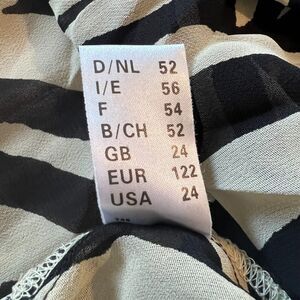 D/NL 52
I/E 56
F 54
B/CH 52
GB 24
EUR 122
USA 24